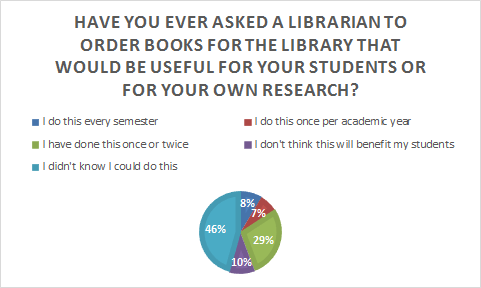 HAVE YOU EVER ASKED A LIBRARIAN TO
ORDER BOOKS FOR THE LIBRARY THAT
WOULD BE USEFUL FOR YOUR STUDENTS OR
FOR YOUR OWN RESEARCH?
I do this every semester
I do this once per academic year
I have done this once or twice
I don't think this will benefit my students
I didn't know I could do this
8%
7%
29%
10%
46%